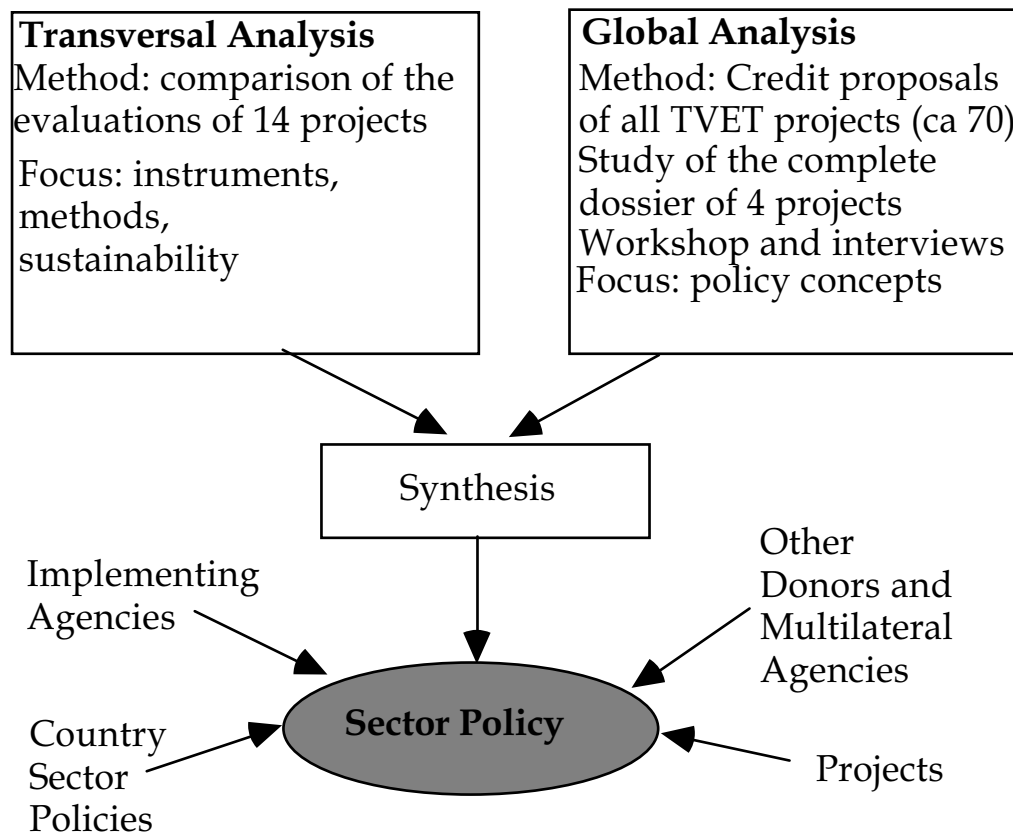 Transversal Analysis
Method: comparison of the
evaluations of 14 projects
Focus: instruments,
methods,
sustainability
Global Analysis
Method: Credit proposals
of all TVET projects (ca 70)
Study of the complete
dossier of 4 projects
Workshop and interviews
Focus: policy concepts
Synthesis
Implementing
Agencies
Other
Donors and
Multilateral
Agencies
Sector Policy
Country
Sector
Policies
Projects